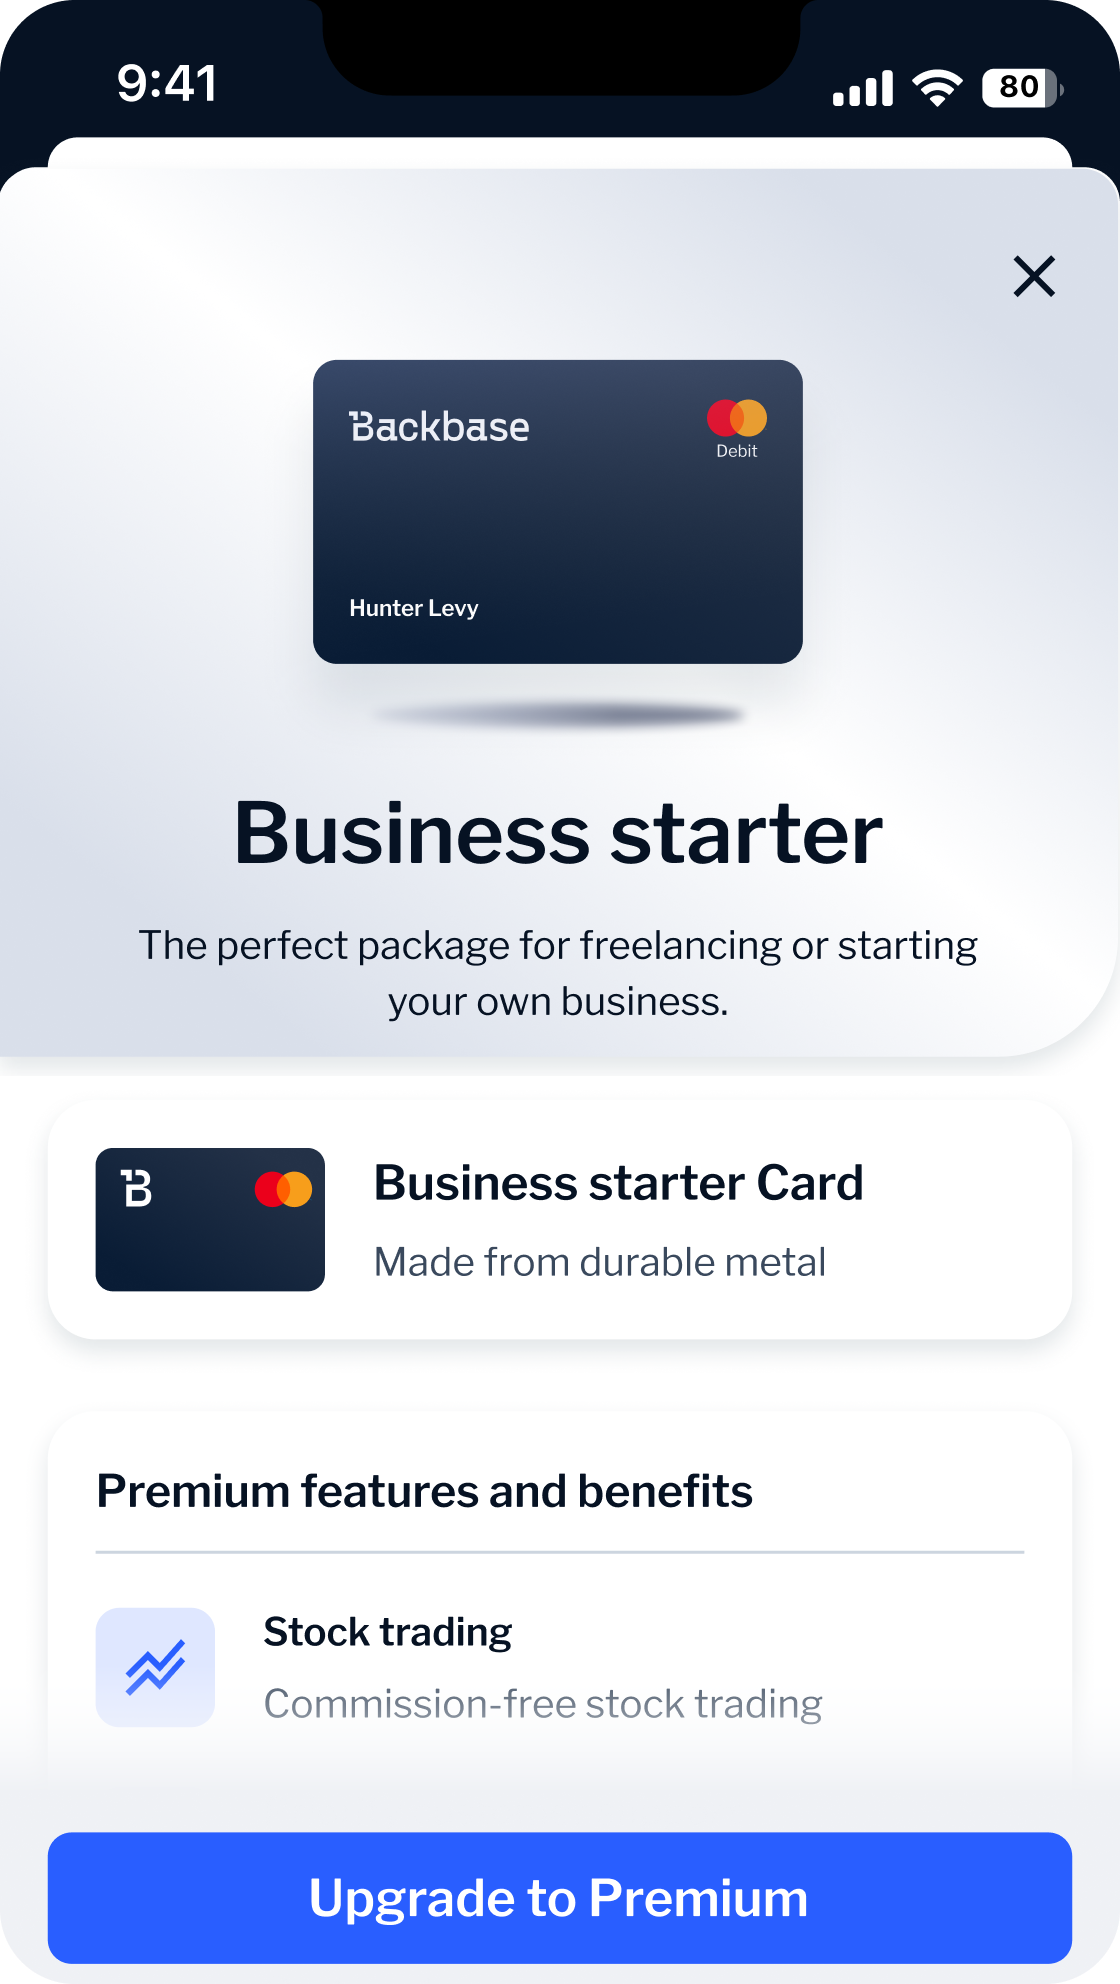 9:41
80
Backbase
Debit
Hunter Levy
Business starter
The perfect package for freelancing or starting
your own business.
B
Business starter Card
Made from durable metal
Premium features and benefits
Stock trading
Commission-free stock trading
Upgrade to Premium